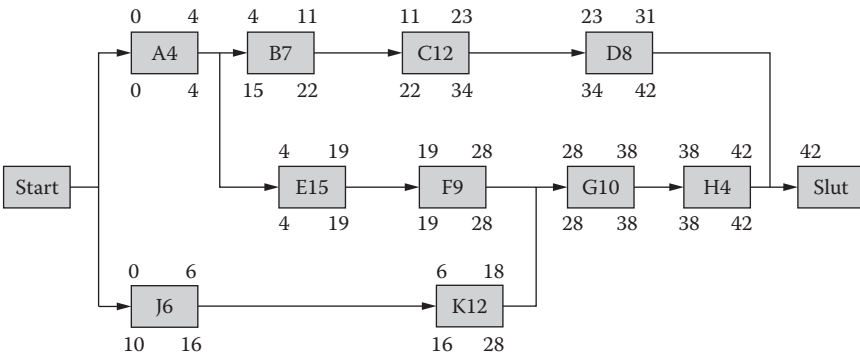 0 4 4 11 11 23 23 31
A4 B7 C12 D8
0 4 15 22 22 34 34 42
4 19 19 28 28 38 38 42 42
Start E15 F9 G10 H4 Slut
4 19 19 28 28 38 38 42
0 6 6 18
J6 K12
10 16 16 28